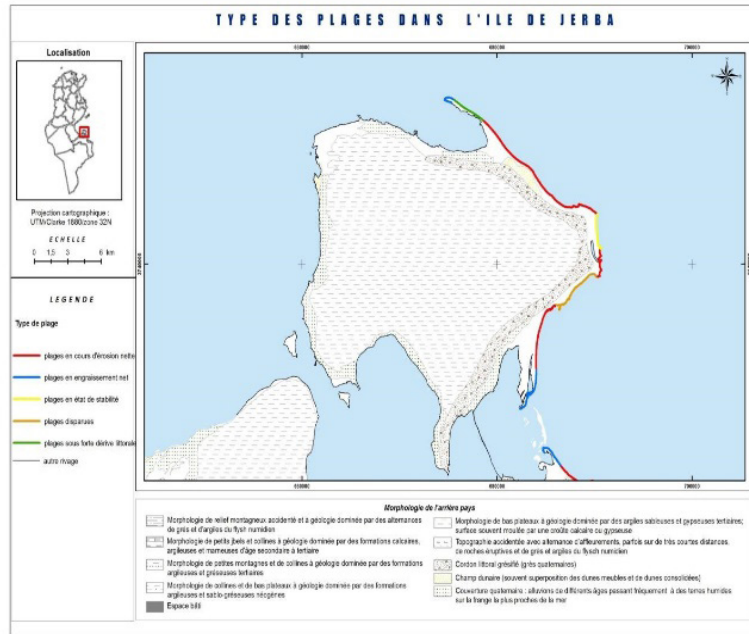 TYPE DES PLAGES DANS L'ILE DE JERBA
Localisation
Projection cartographique :
UTM/Clarke 1880/zone 32N
ECHELLE
0 1,5 3 6 km
LEGENDE
Type de plage
plages en cours d'érosion nette
plages en engraissement net
plages en état de stabilité
plages disparues
plages sous forte dérive littorale
autre rivage
Morphologie de l'arrière pays
Morphologie de relief montagneux accidenté et à géologie dominée par des alternances
de grés et d'argiles du flysh numidien
Morphologie de petits jbels et collines à géologie dominée par des formations calcaires,
argileuses et marneuses d'âge secondaire à tertiaire
Morphologie de petites montagnes et de collines à géologie dominée par des formations
argileuses et gréseuses tertiaires
Morphologie de collines et de bas plateaux à géologie dominée par des formations
argileuses et sablo-gréseuses néogènes
Espace bâti
Morphologie de bas plateaux à géologie dominée par des argiles sableuses et gypseuses tertiaires;
surface souvent moulée par une croûte calcaire ou gypseuse
Topographie accidentée avec alternance d'affleurements, parfois sur de très courtes distances,
de roches éruptives et de grés et argiles du flysch numidien
Cordon littoral grésifié (grés quaternaires)
Champ dunaire (souvent superposition des dunes meubles et de dunes consolidées)
Couverture quaternaire : alluvions de différents âges passant fréquement à des terres humides
sur la frange la plus proches de la mer